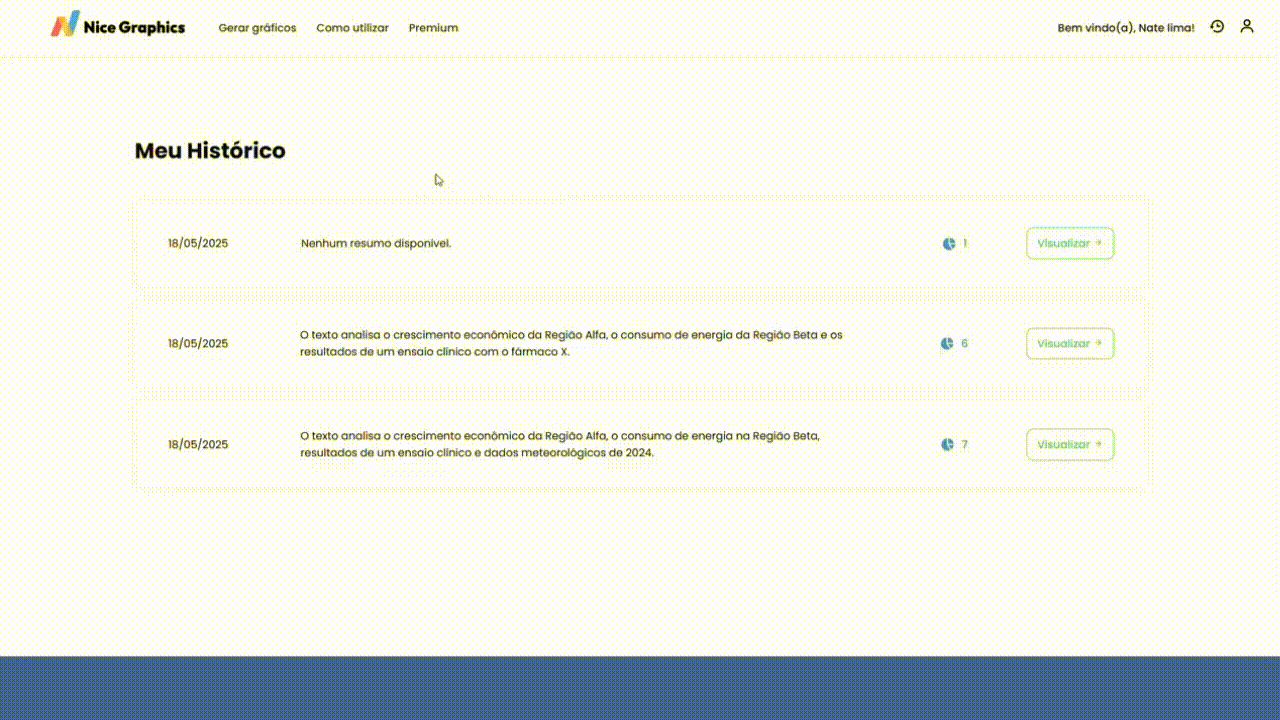 Nice Graphics
Gerar gráficos
Como utilizar
Premium
Bem vindo(a), Nate lima!
Meu Histórico
18/05/2025
Nenhum resumo disponível.
1
Visualizar →
18/05/2025
O texto analisa o crescimento econômico da Região Alfa, o consumo de energia da Região Beta e os
resultados de um ensaio clínico com o fármaco X.
6
Visualizar →
18/05/2025
O texto analisa o crescimento econômico da Região Alfa, o consumo de energia na Região Beta,
resultados de um ensaio clínico e dados meteorológicos de 2024.
7
Visualizar →